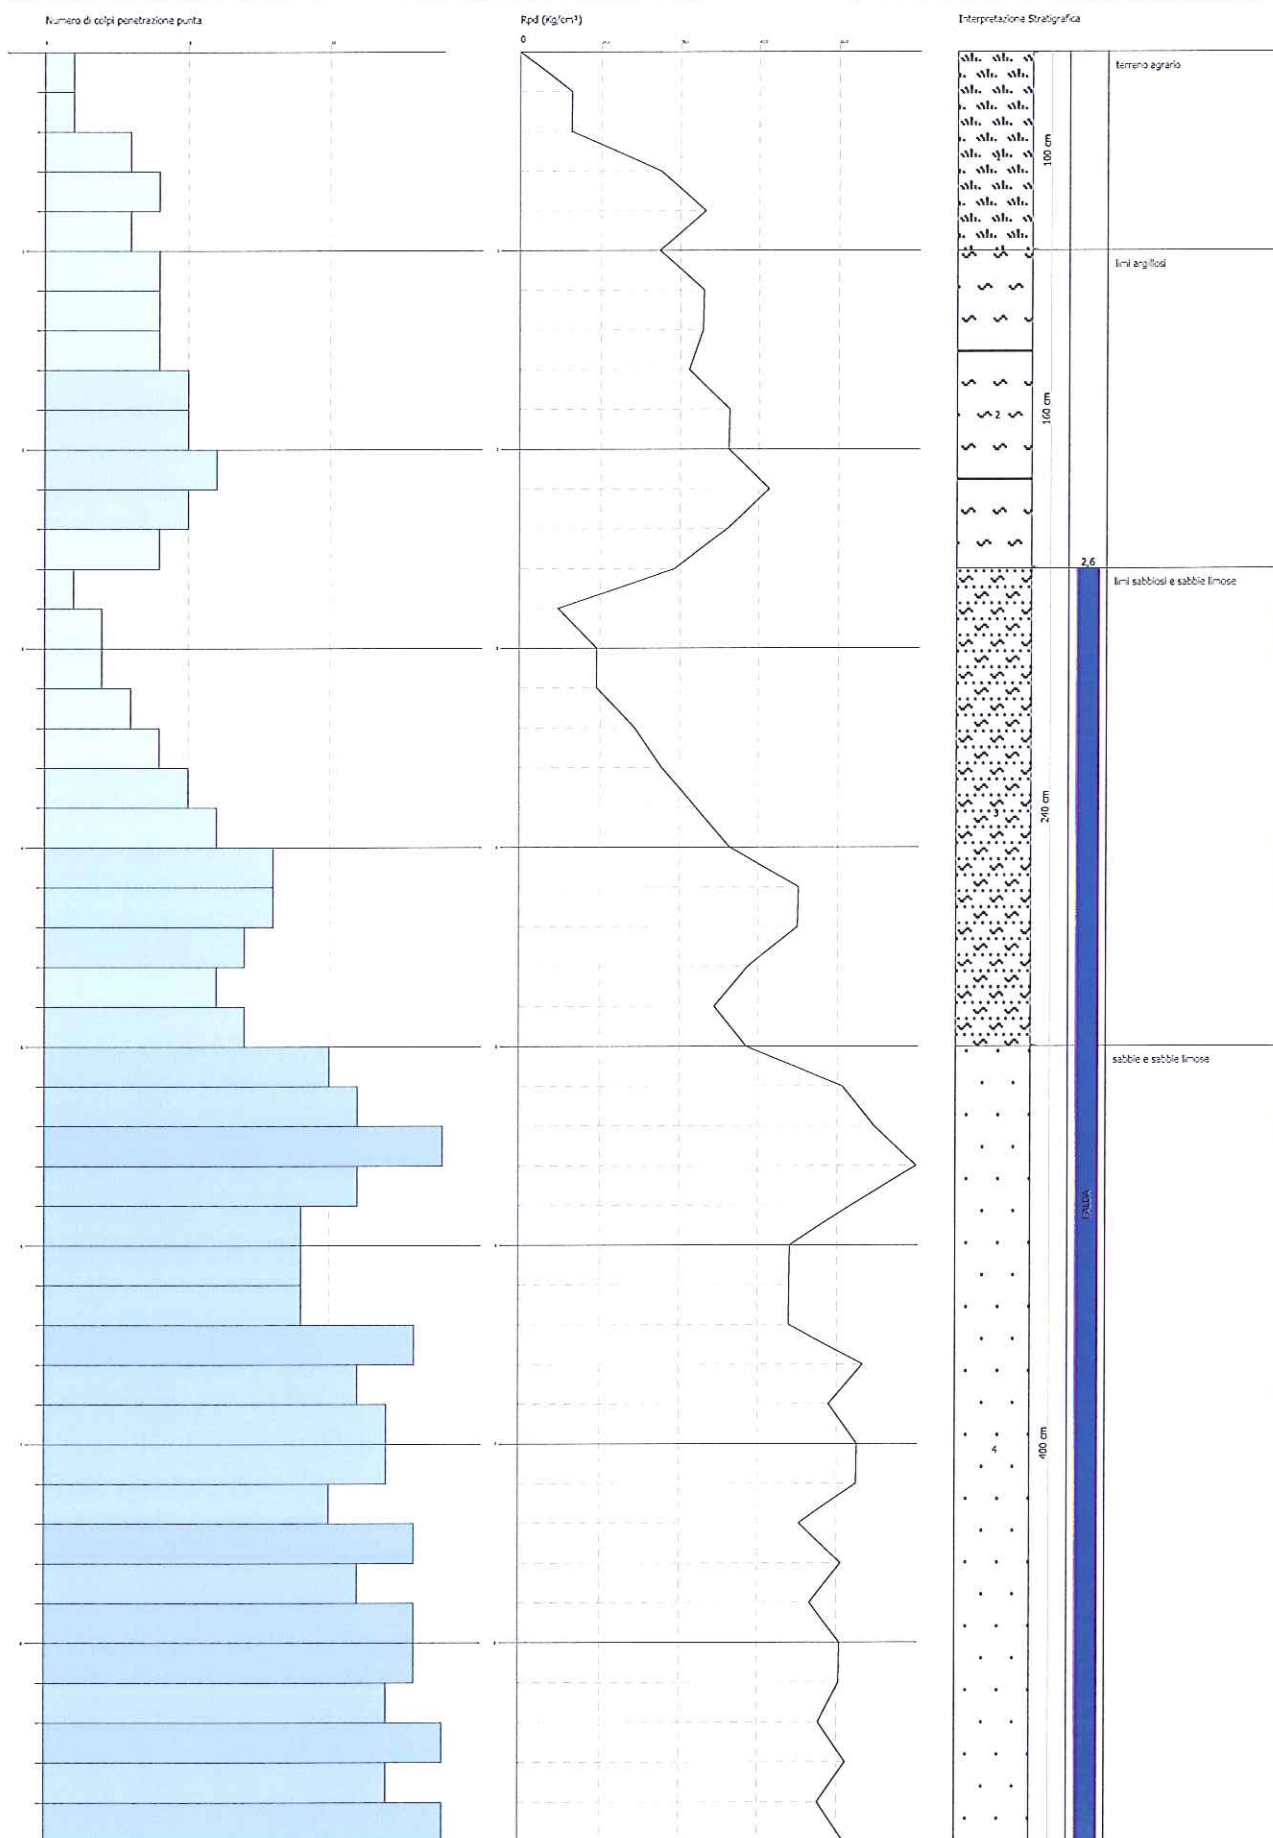 Numero di colpi penetrazione punta
Rpd (Kg/cm²)
Interpretazione Stratigrafica
0
terreno agrario
100 cm
limi argillosi
2
160 cm
2,6
limi sabbiosi e sabbie limose
3
240 cm
sabbie e sabbie limose
FALDA
4
400 cm